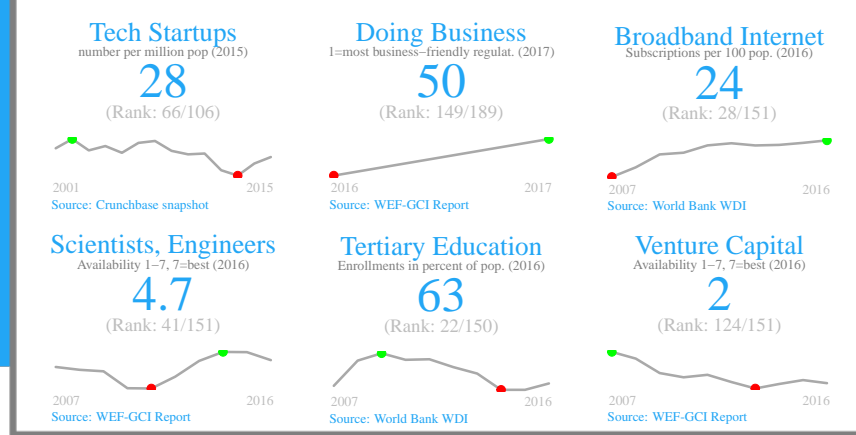 Tech Startups
number per million pop (2015)
28
(Rank: 66/106)
2001
2015
Source: Crunchbase snapshot
Doing Business
1=most business−friendly regulat. (2017)
50
(Rank: 149/189)
2016
2017
Source: WEF-GCI Report
Broadband Internet
Subscriptions per 100 pop. (2016)
24
(Rank: 28/151)
2007
2016
Source: World Bank WDI
Scientists, Engineers
Availability 1−7, 7=best (2016)
4.7
(Rank: 41/151)
2007
2016
Source: WEF-GCI Report
Tertiary Education
Enrollments in percent of pop. (2016)
63
(Rank: 22/150)
2007
2016
Source: World Bank WDI
Venture Capital
Availability 1−7, 7=best (2016)
2
(Rank: 124/151)
2007
2016
Source: WEF-GCI Report